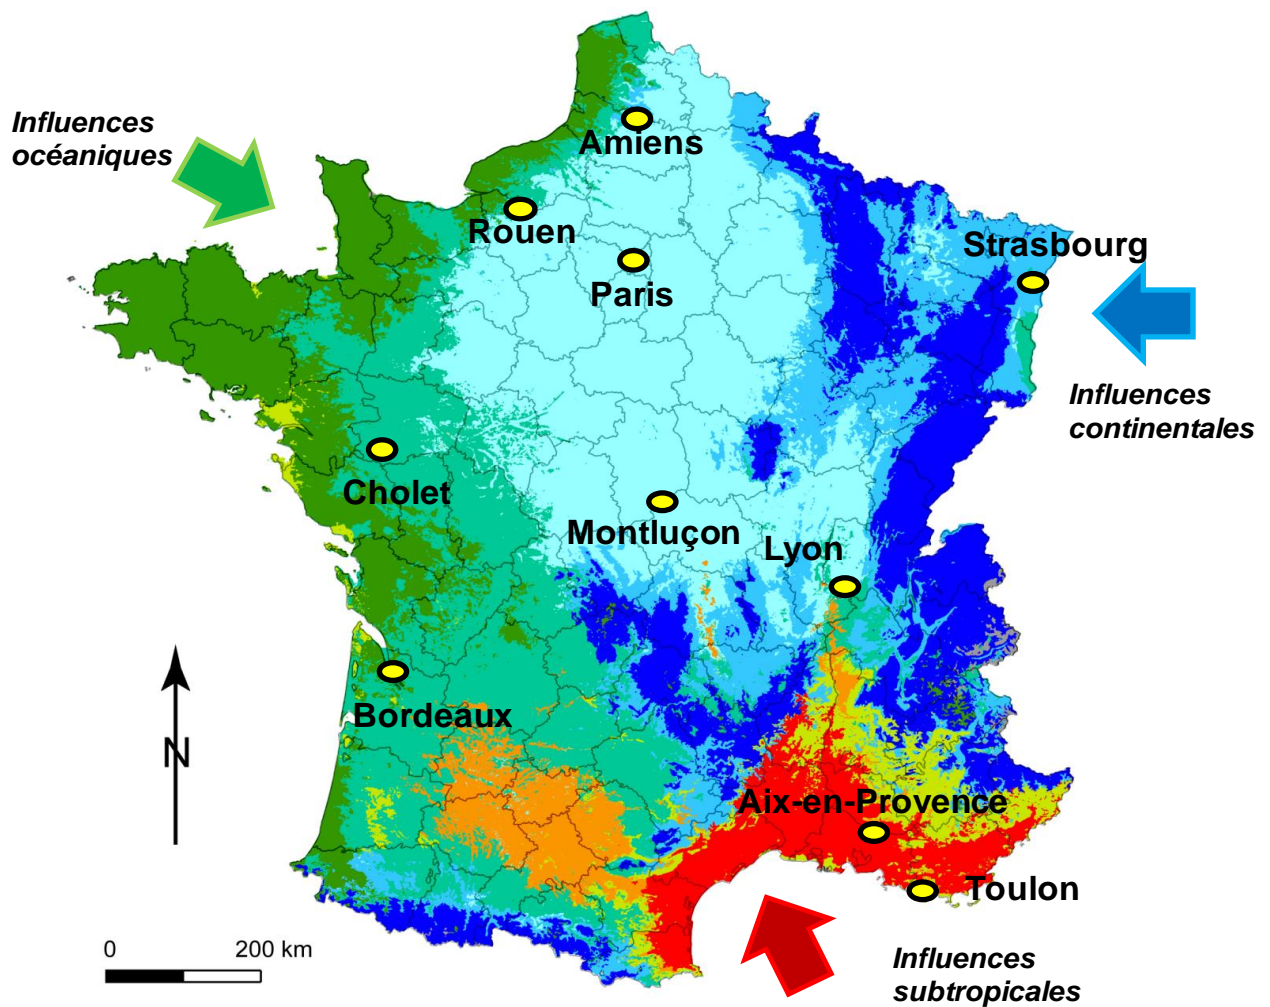 Influences
océaniques
Amiens
Rouen
Strasbourg
Paris
Influences
continentales
Cholet
Montluçon
Lyon
Bordeaux
N
Aix-en-Provence
Toulon
0 200 km
Influences
subtropicales